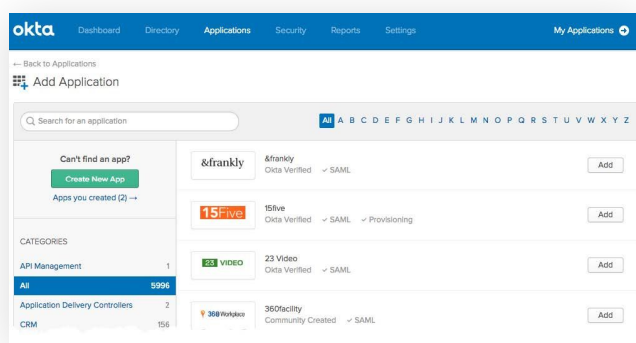 okta Dashboard Directory Applications Security Reports Settings My Applications
← Back to Applications
Add Application
Search for an application
All A B C D E F G H I J K L M N O P Q R S T U V W X Y Z
Can't find an app?
Create New App
Apps you created (2) →
CATEGORIES
API Management 1
All 5996
Application Delivery Controllers 2
CRM 156
&frankly
&frankly
Okta Verified ✓ SAML
Add
15Five
15five
Okta Verified ✓ SAML ✓ Provisioning
Add
23 VIDEO
23 Video
Okta Verified ✓ SAML
Add
360 Workplace
360facility
Community Created ✓ SAML
Add